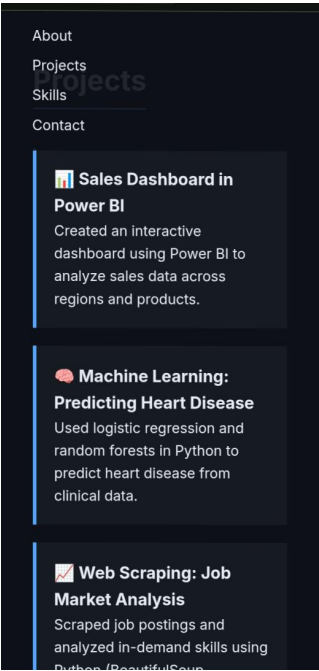 About
Projects
Projects
Skills
Contact
📊 Sales Dashboard in
Power BI
Created an interactive
dashboard using Power BI to
analyze sales data across
regions and products.
🧠 Machine Learning:
Predicting Heart Disease
Used logistic regression and
random forests in Python to
predict heart disease from
clinical data.
📈 Web Scraping: Job
Market Analysis
Scraped job postings and
analyzed in-demand skills using
Python (BeautifulSoup,